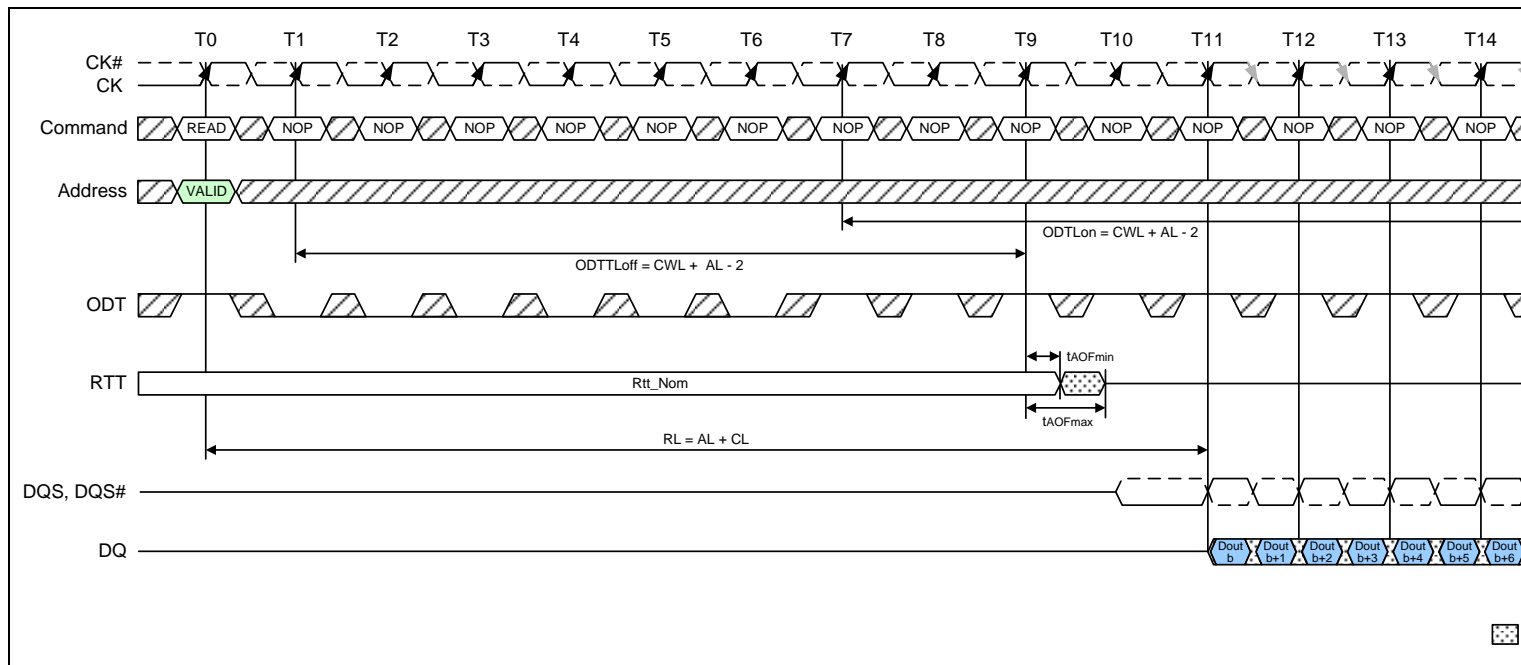 T0 T1 T2 T3 T4 T5 T6 T7 T8 T9 T10 T11 T12 T13 T14
CK#
CK
Command READ NOP NOP NOP NOP NOP NOP NOP NOP NOP NOP NOP NOP NOP NOP
Address VALID
ODTLon = CWL + AL - 2
ODTTLoff = CWL + AL - 2
ODT
tAOFmin
RTT Rtt_Nom
tAOFmax
RL = AL + CL
DQS, DQS#
DQ Dout b Dout b+1 Dout b+2 Dout b+3 Dout b+4 Dout b+5 Dout b+6